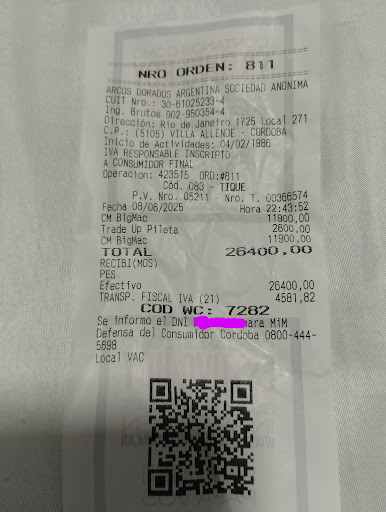 NRO ORDEN: 811
ARCOS DORADOS ARGENTINA SOCIEDAD ANONIMA
CUIT Nro.: 30-61025233-4
Ing. Brutos 902-950354-4
Dirección: Rio de Janeiro 1725 Local 271
C.P.: (5105) VILLA ALLENDE - CORDOBA
Inicio de Actividades: 04/02/1986
IVA RESPONSABLE INSCRIPTO
A CONSUMIDOR FINAL
Operacion: 423515 ORD:#811
Cód. 083 - TIQUE
P.V. Nro. 05211 - Nro. T. 00366574
Fecha 08/06/2025 Hora 22:43:52
CM BigMac 11900,00
Trade Up Pileta 2600,00
CM BigMac 11900,00
TOTAL 26400,00
RECIBI(MOS)
PES
Efectivo 26400,00
TRANSP. FISCAL IVA (21) 4581,82
COD WC: 7282
Se informo el DNI para MiM
Defensa del Consumidor Cordoba 0800-444-
5698
Local VAC